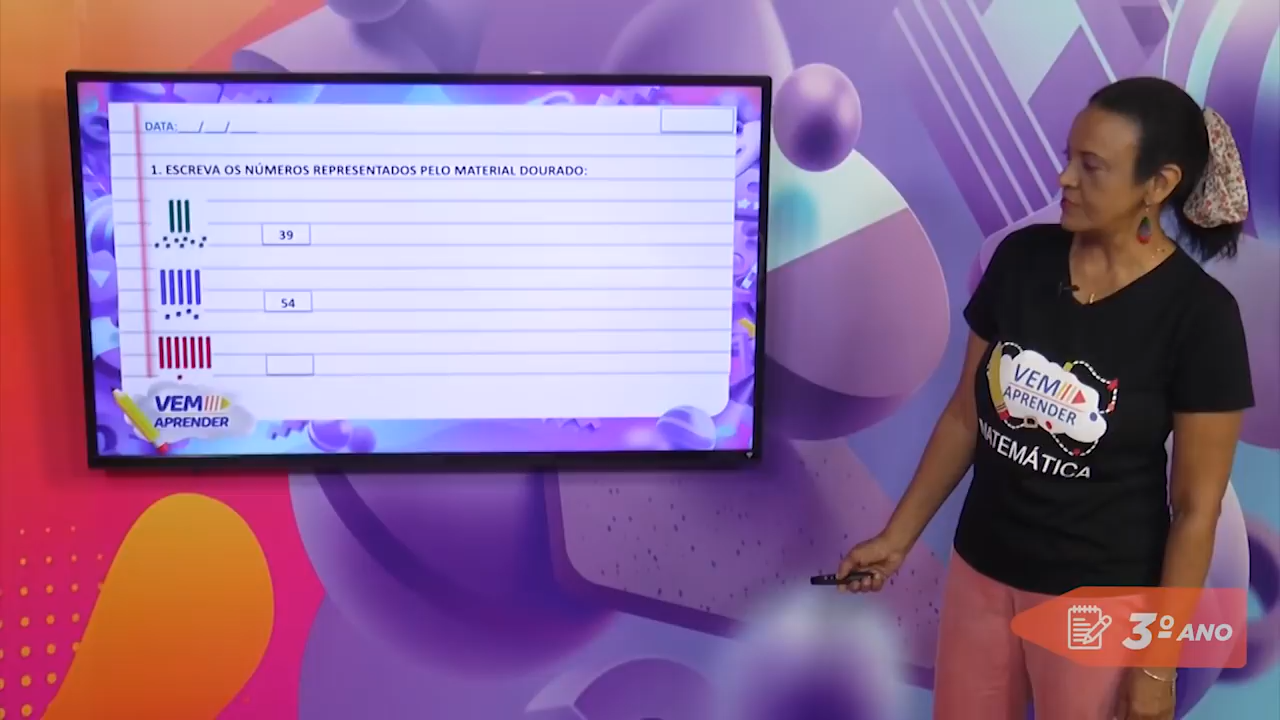 DATA:___/___/____
1. ESCREVA OS NÚMEROS REPRESENTADOS PELO MATERIAL DOURADO:
39
54
VEM
APRENDER
VEM
APRENDER
MATEMÁTICA
3º ANO